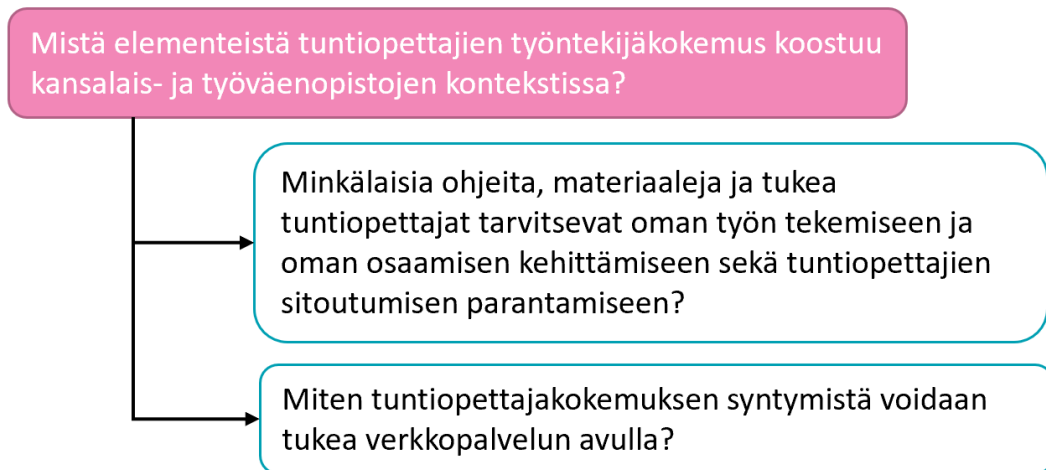 Mistä elementeistä tuntiopettajien työntekijäkokemus koostuu
kansalais- ja työväenopistojen kontekstissa?
Minkälaisia ohjeita, materiaaleja ja tukea
tuntiopettajat tarvitsevat oman työn tekemiseen ja
oman osaamisen kehittämiseen sekä tuntiopettajien
sitoutumisen parantamiseen?
Miten tuntiopettajakokemuksen syntymistä voidaan
tukea verkkopalvelun avulla?